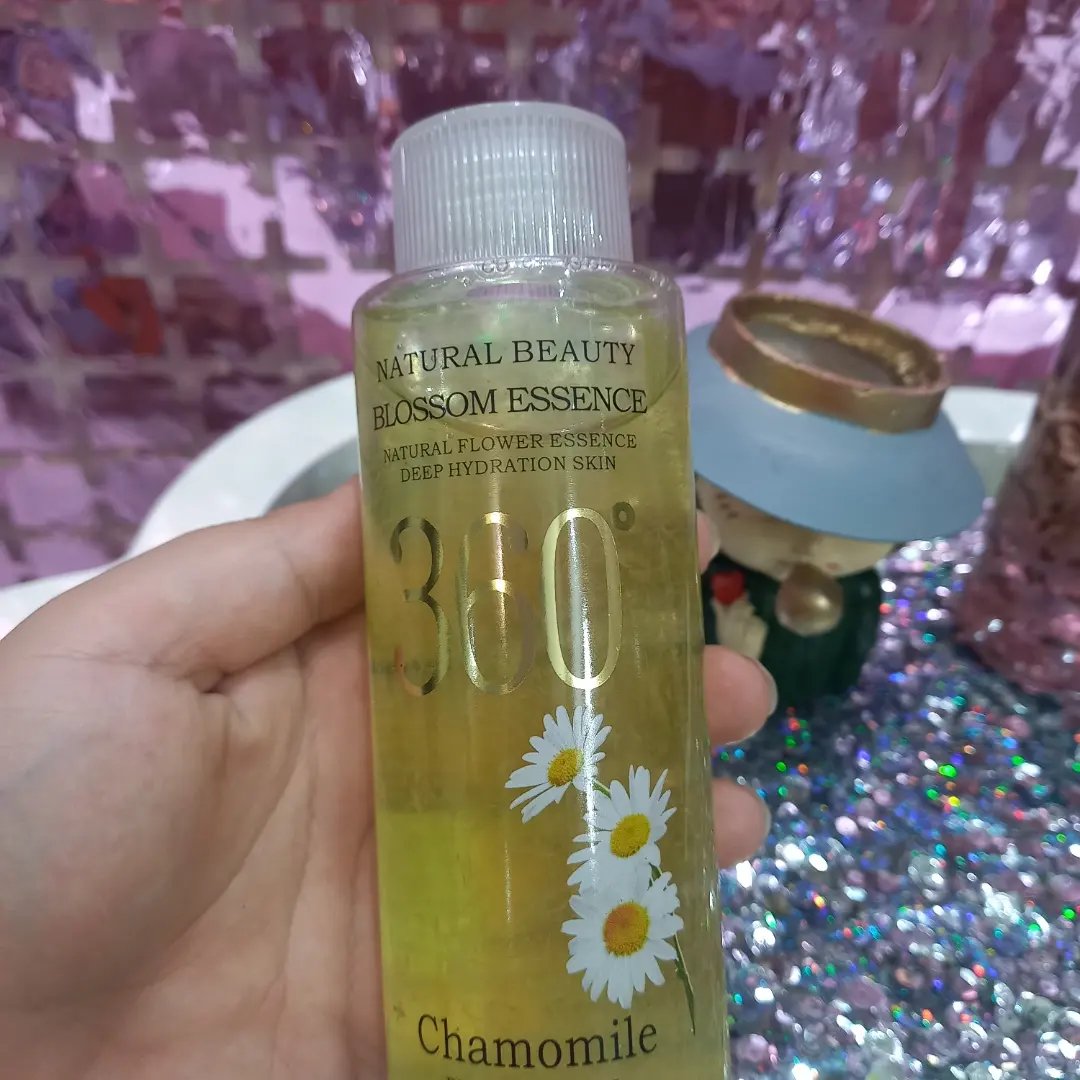 NATURAL BEAUTY
BLOSSOM ESSENCE
NATURAL FLOWER ESSENCE
DEEP HYDRATION SKIN
360°
Chamomile